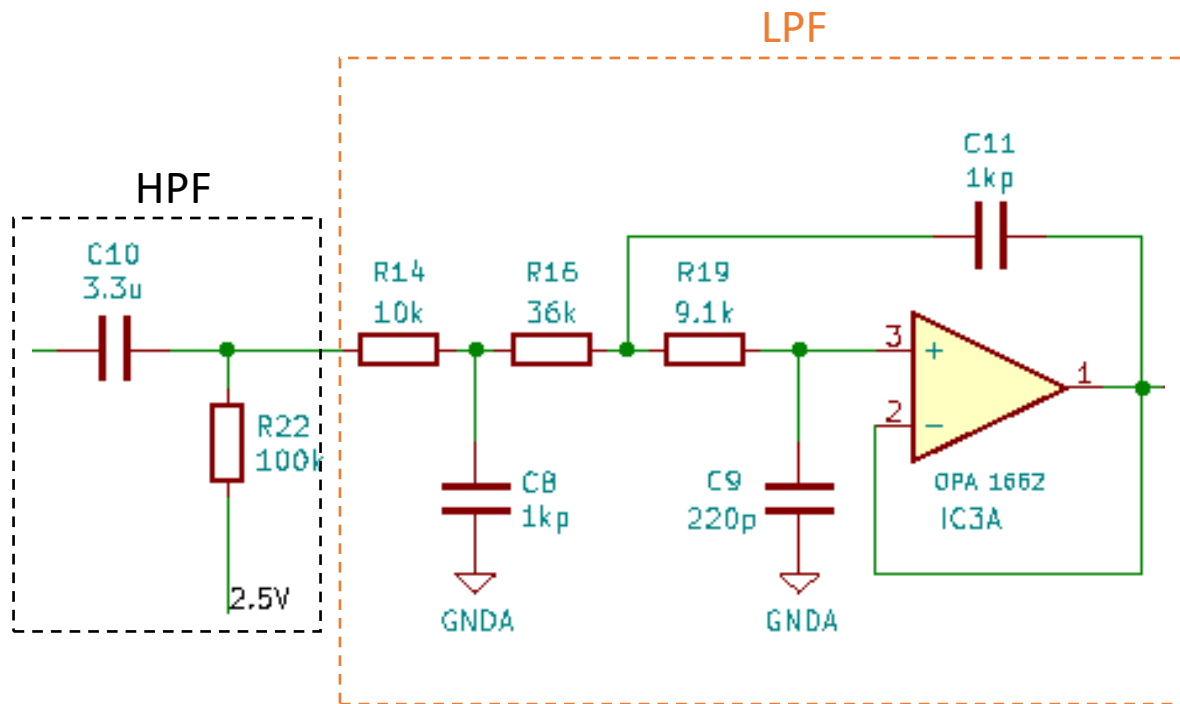 LPF
HPF
C10
3.3u
R22
100k
2.5V
R14
10k
R16
36k
R19
9.1k
C11
1kp
C8
1kp
GNDA
C9
220p
GNDA
3
+
2
−
1
OPA 1662
IC3A